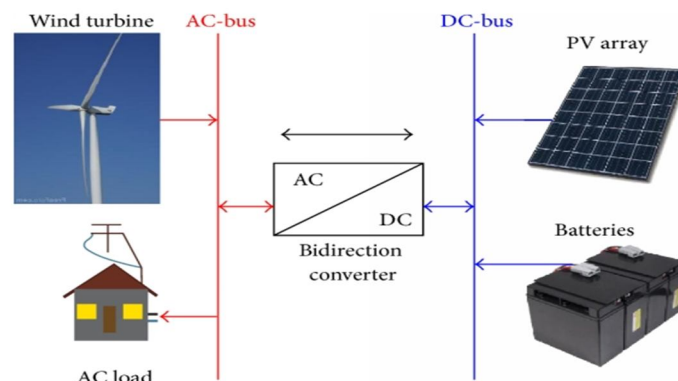 Wind turbine
AC-bus
DC-bus
PV array
AC
DC
Bidirection
converter
Batteries
AC load